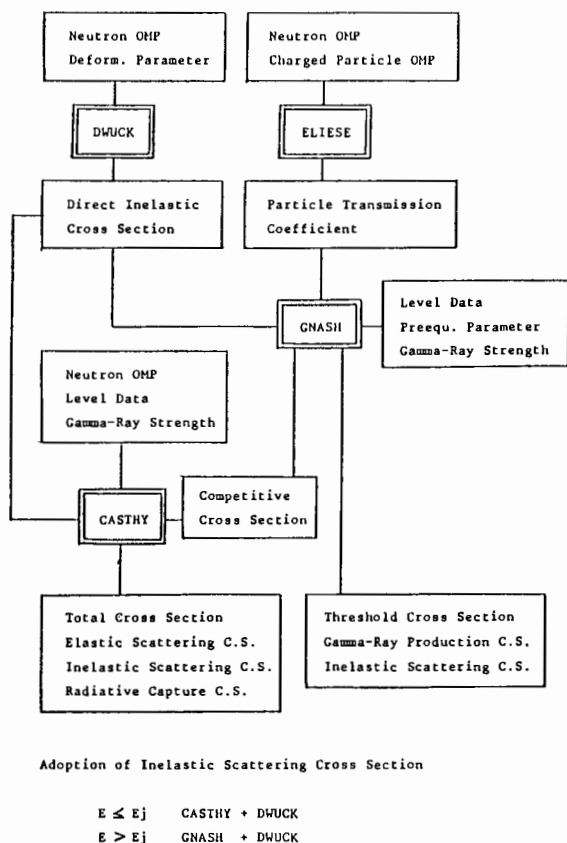 Neutron OMP
Deform. Parameter
Neutron OMP
Charged Particle OMP
DWUCK
ELIESE
Direct Inelastic
Cross Section
Particle Transmission
Coefficient
GNASH
Level Data
Preequ. Parameter
Gamma-Ray Strength
Neutron OMP
Level Data
Gamma-Ray Strength
CASTHY
Competitive
Cross Section
Total Cross Section
Elastic Scattering C.S.
Inelastic Scattering C.S.
Radiative Capture C.S.
Threshold Cross Section
Gamma-Ray Production C.S.
Inelastic Scattering C.S.
Adoption of Inelastic Scattering Cross Section
E ≤ Ej CASTHY + DWUCK
E > Ej GNASH + DWUCK